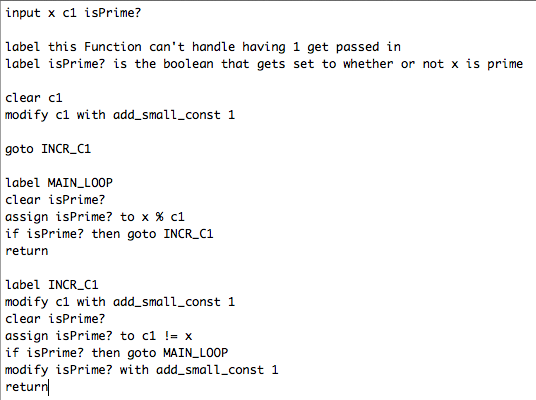 input x c1 isPrime?
label this Function can't handle having 1 get passed in
label isPrime? is the boolean that gets set to whether or not x is prime
clear c1
modify c1 with add_small_const 1
goto INCR_C1
label MAIN_LOOP
clear isPrime?
assign isPrime? to x % c1
if isPrime? then goto INCR_C1
return
label INCR_C1
modify c1 with add_small_const 1
clear isPrime?
assign isPrime? to c1 != x
if isPrime? then goto MAIN_LOOP
modify isPrime? with add_small_const 1
return